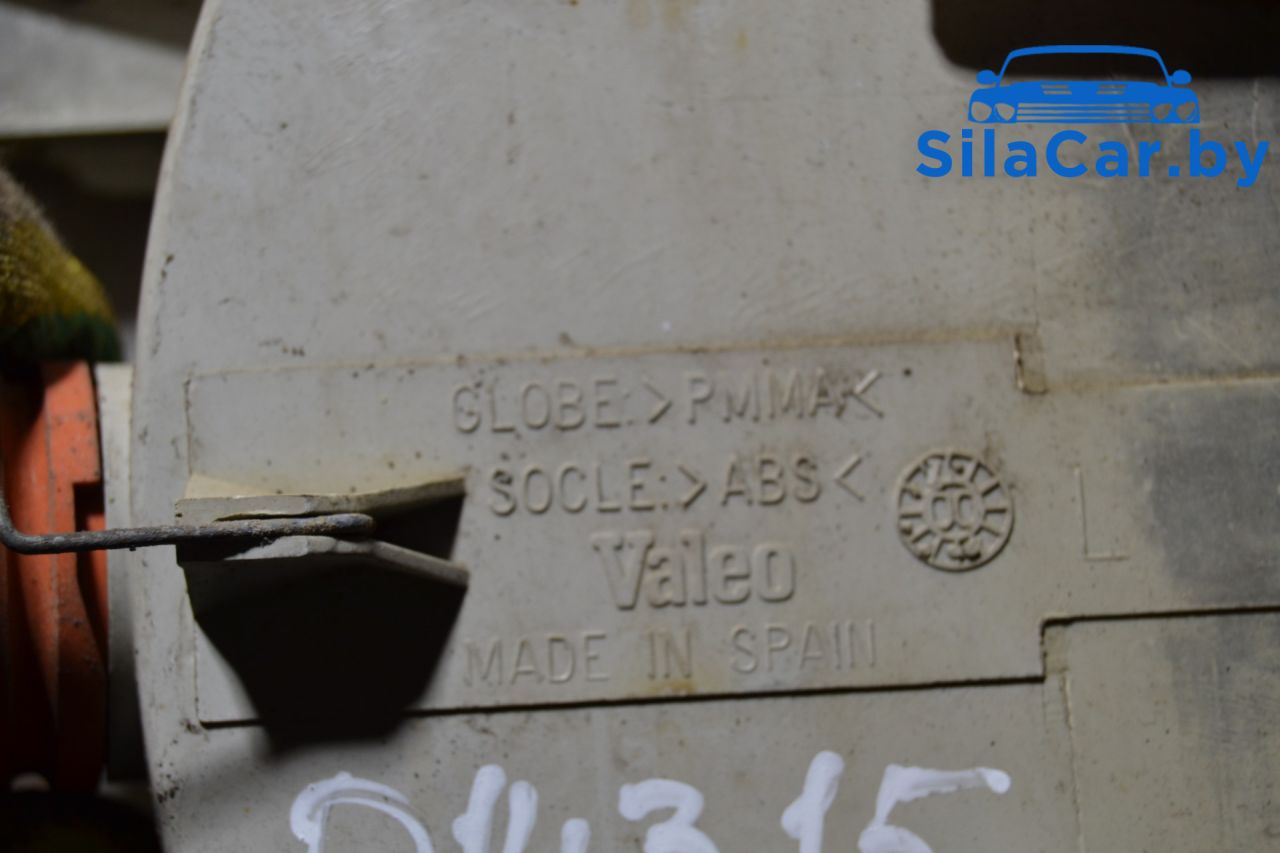 SilaCar.by
GLOBE:>PMMA<
SOCLE:>ABS<
Valeo
L
MADE IN SPAIN